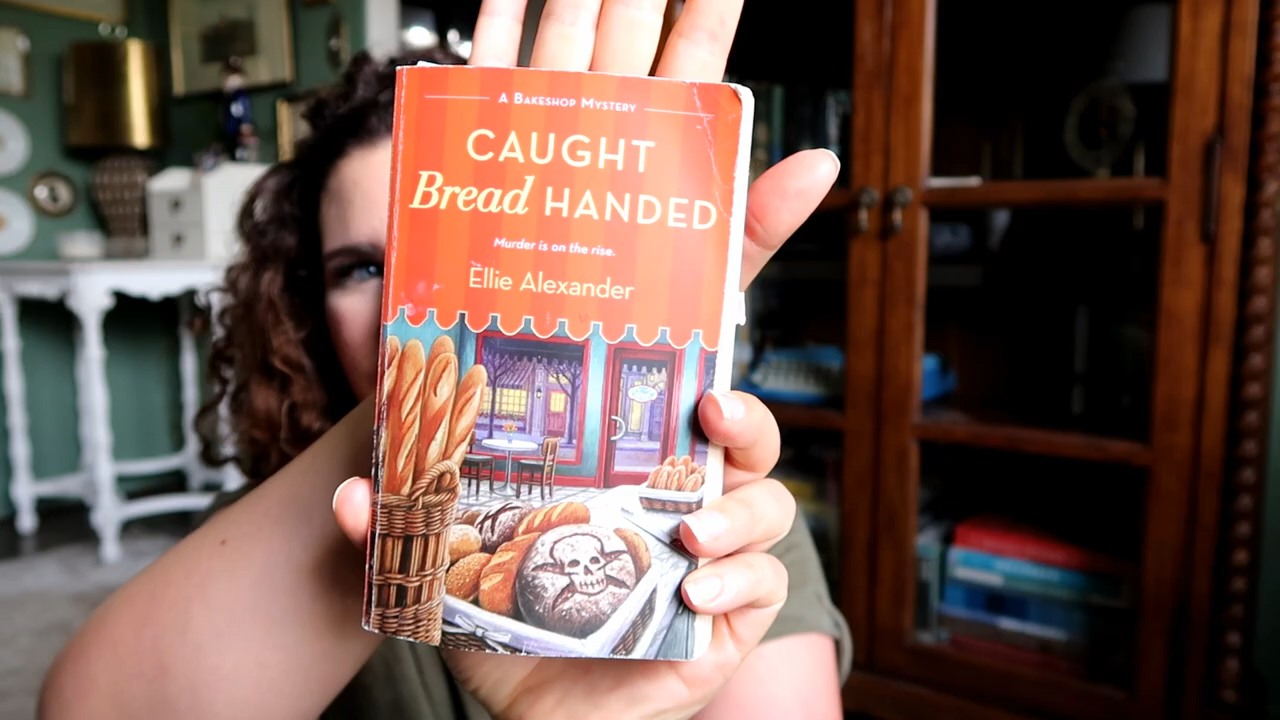 A BAKESHOP MYSTERY
CAUGHT
Bread HANDED
Murder is on the rise.
Ellie Alexander